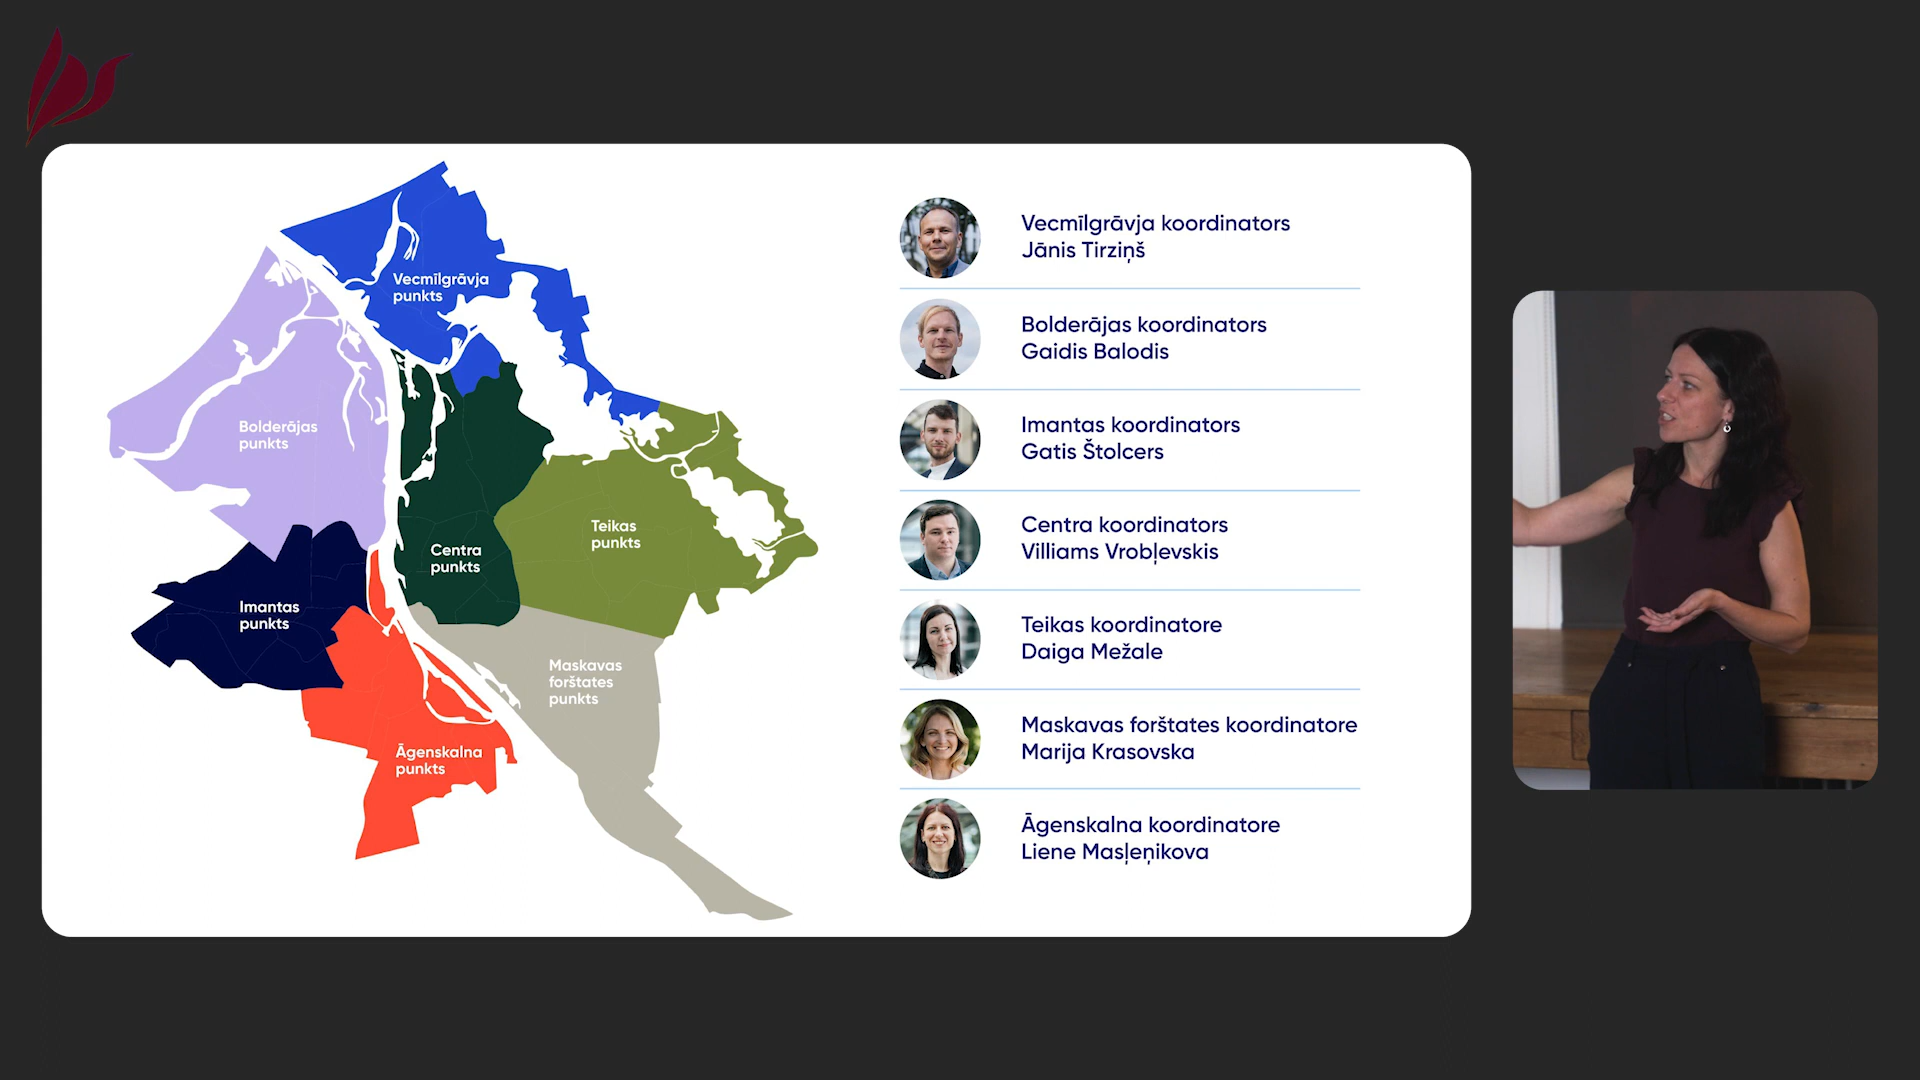 Vecmīlgrāvja
punkts
Bolderājas
punkts
Teikas
punkts
Centra
punkts
Imantas
punkts
Maskavas
forštates
punkts
Āgenskalna
punkts
Vecmīlgrāvja koordinators
Jānis Tirziņš
Bolderājas koordinators
Gaidis Balodis
Imantas koordinators
Gatis Štolcers
Centra koordinators
Villiams Vrobļevskis
Teikas koordinatore
Daiga Mežale
Maskavas forštates koordinatore
Marija Krasovska
Āgenskalna koordinatore
Liene Masļeņikova